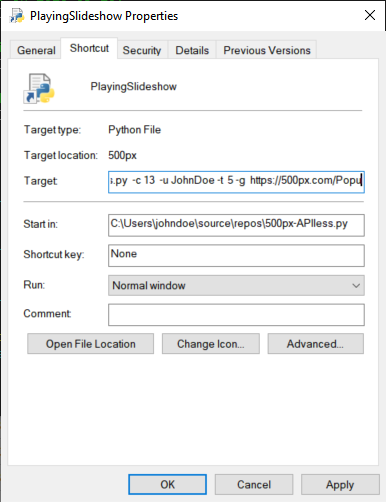 PlayingSlideshow Properties
General Shortcut Security Details Previous Versions
PlayingSlideshow
Target type: Python File
Target location: 500px
Target: s.py -c 13 -u JohnDoe -t 5 -g https://500px.com/Popu
Start in: C:\Users\johndoe\source\repos\500px-APIless.py
Shortcut key: None
Run: Normal window
Comment:
Open File Location Change Icon... Advanced...
OK Cancel Apply